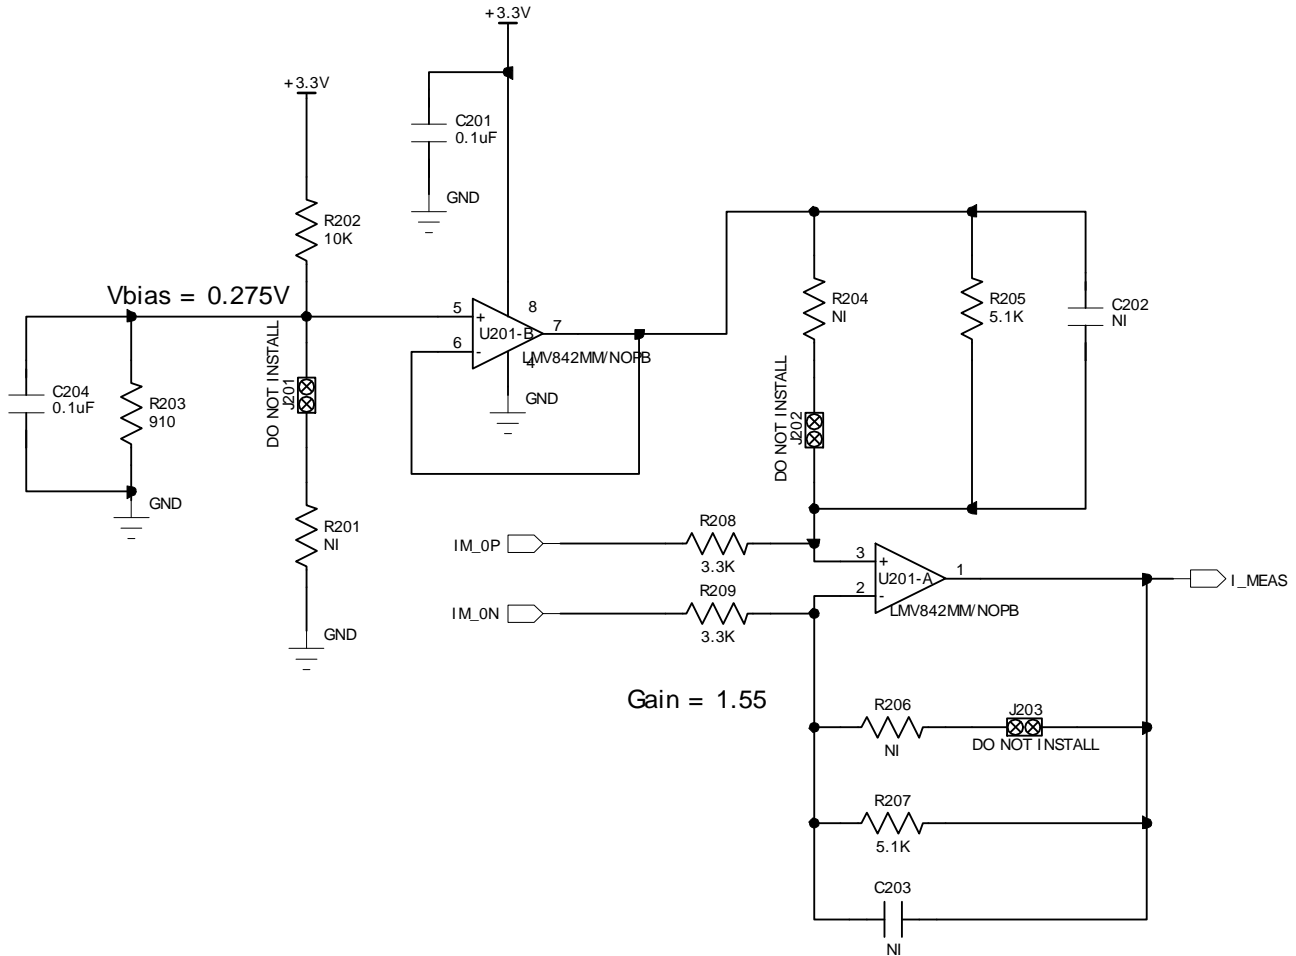 +3.3V
+3.3V
C201
0.1uF
GND
R202
10K
Vbias = 0.275V
C204
0.1uF
R203
910
GND
DO NOT INSTALL
J201
R201
NI
GND
5
6
+
-
U201-B
8
7
4
LMV842MM/NOPB
GND
R204
NI
R205
5.1K
C202
NI
DO NOT INSTALL
J202
IM_0P
R208
3.3K
IM_0N
R209
3.3K
3
2
+
-
U201-A
1
LMV842MM/NOPB
I_MEAS
Gain = 1.55
R206
NI
J203
DO NOT INSTALL
R207
5.1K
C203
NI